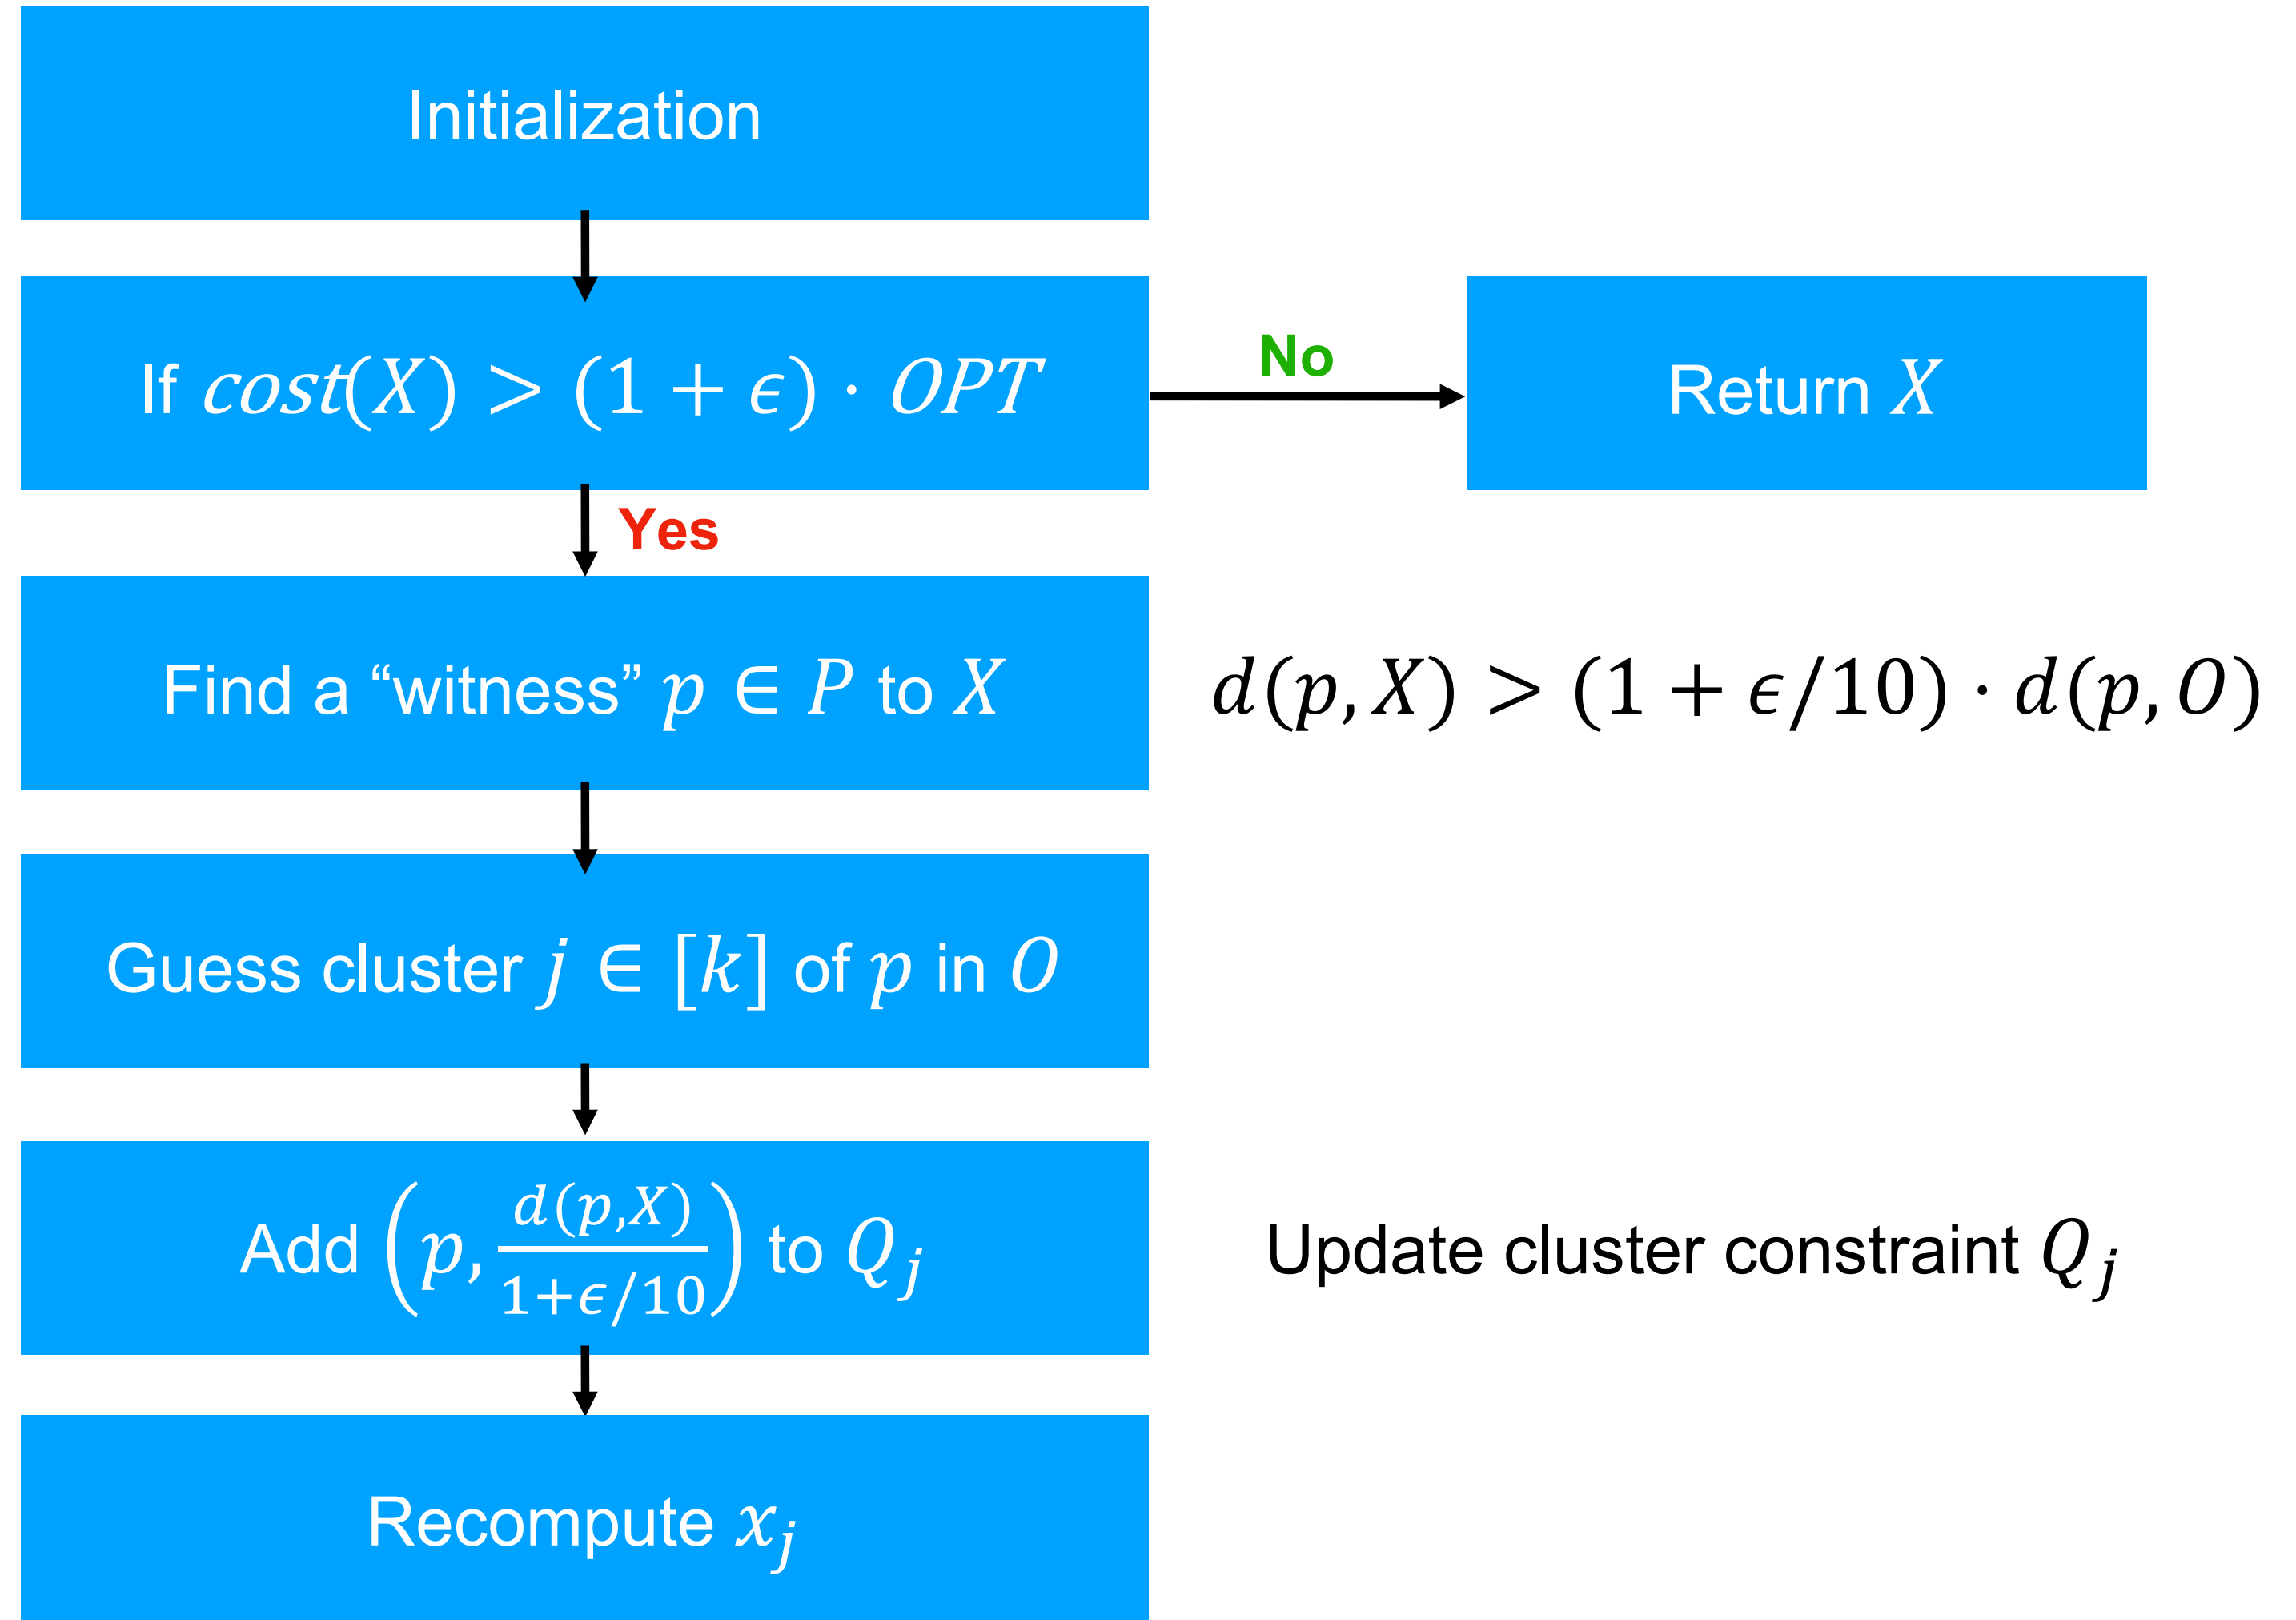 Initialization
If cost(X) > (1 + ϵ) · OPT
No
Return X
Yes
Find a “witness” p ∈ P to X
d(p, X) > (1 + ϵ/10) · d(p, O)
Guess cluster j ∈ [k] of p in O
Add (p, d(p,X)/1+ϵ/10) to Q_j
Update cluster constraint Q_j
Recompute x_j